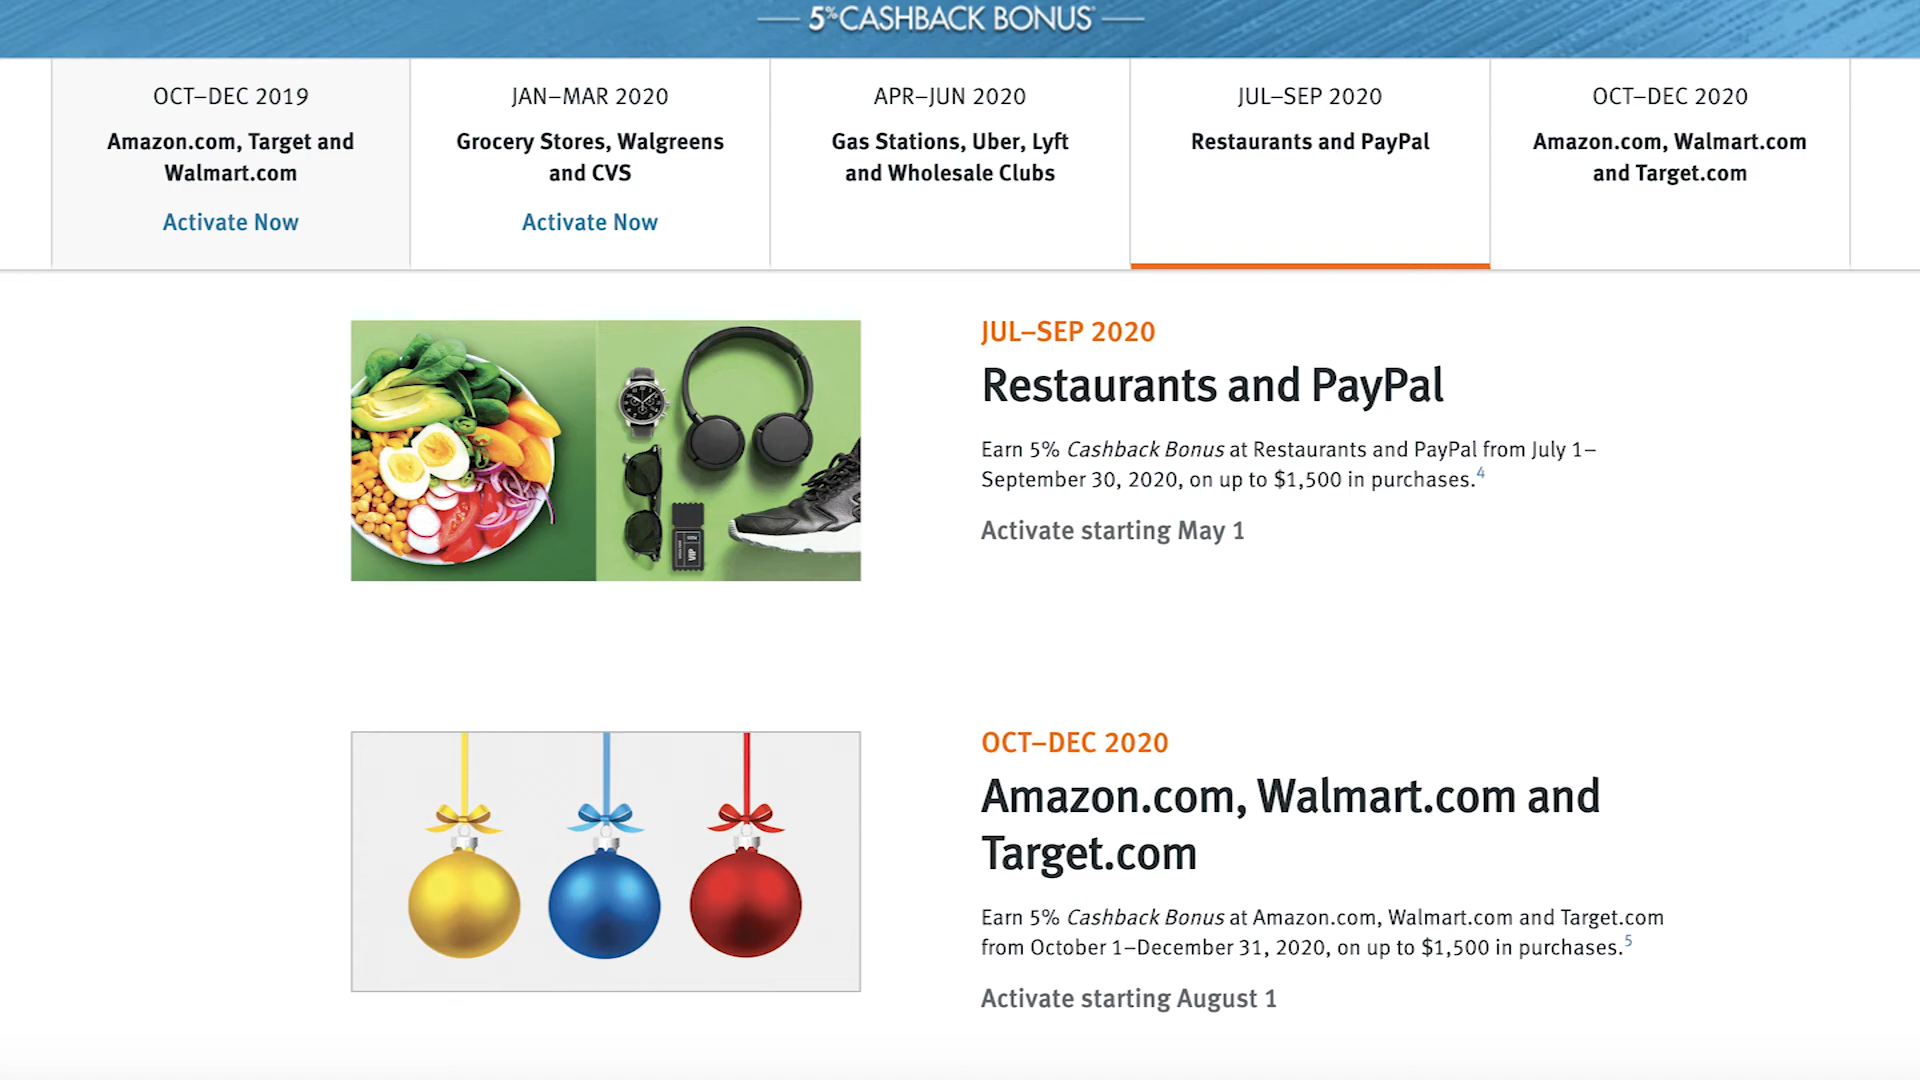 5% CASHBACK BONUS®
OCT–DEC 2019
Amazon.com, Target and
Walmart.com
Activate Now
JAN–MAR 2020
Grocery Stores, Walgreens
and CVS
Activate Now
APR–JUN 2020
Gas Stations, Uber, Lyft
and Wholesale Clubs
JUL–SEP 2020
Restaurants and PayPal
OCT–DEC 2020
Amazon.com, Walmart.com
and Target.com
VIP
JUL–SEP 2020
Restaurants and PayPal
Earn 5% Cashback Bonus at Restaurants and PayPal from July 1–
September 30, 2020, on up to $1,500 in purchases.4
Activate starting May 1
OCT–DEC 2020
Amazon.com, Walmart.com and
Target.com
Earn 5% Cashback Bonus at Amazon.com, Walmart.com and Target.com
from October 1–December 31, 2020, on up to $1,500 in purchases.5
Activate starting August 1